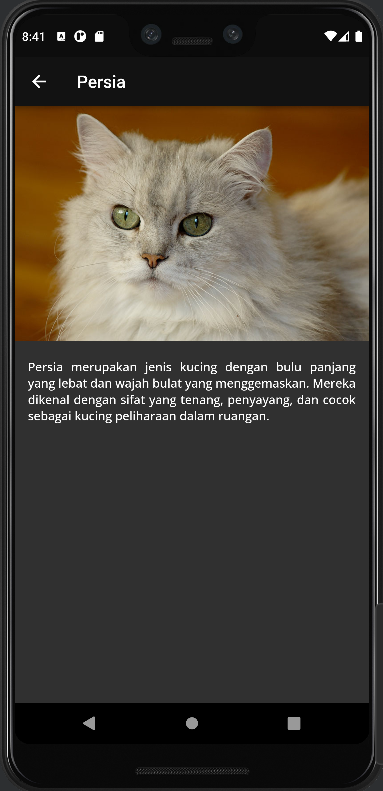 8:41
Persia
Persia merupakan jenis kucing dengan bulu panjang
yang lebat dan wajah bulat yang menggemaskan. Mereka
dikenal dengan sifat yang tenang, penyayang, dan cocok
sebagai kucing peliharaan dalam ruangan.